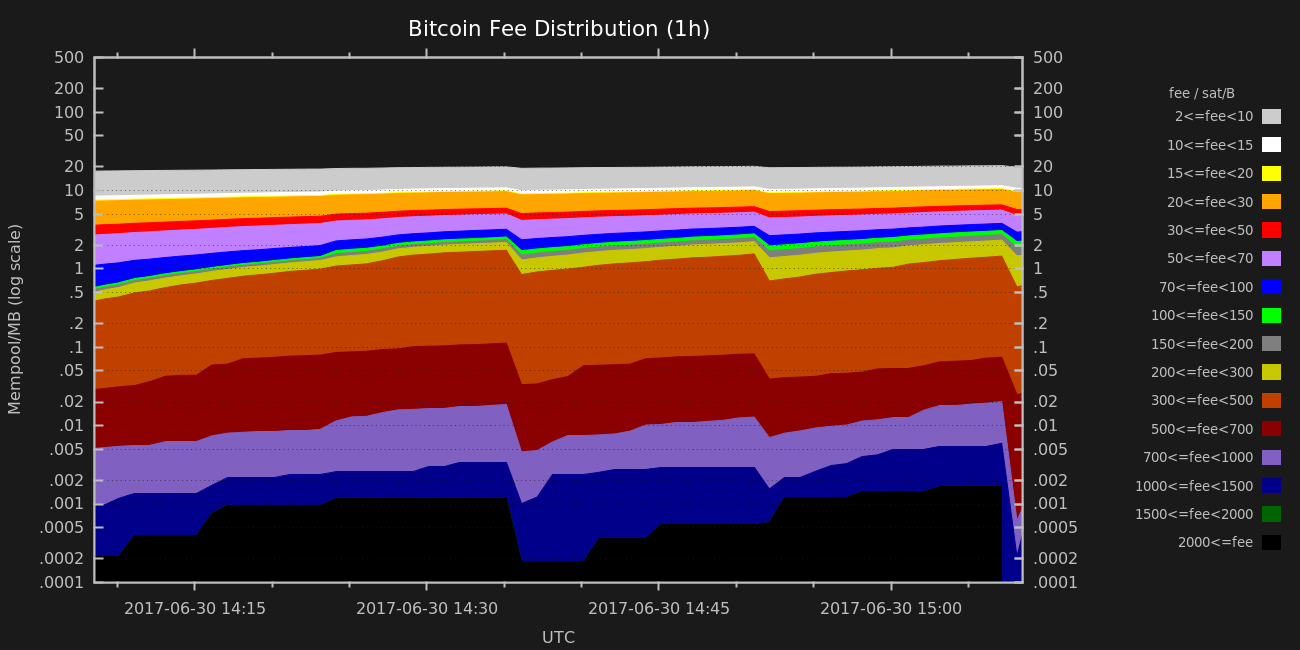 Bitcoin Fee Distribution (1h)
500
200
100
50
20
10
5
2
1
.5
.2
.1
.05
.02
.01
.005
.002
.001
.0005
.0002
.0001
Mempool/MB (log scale)
500
200
100
50
20
10
5
2
1
.5
.2
.1
.05
.02
.01
.005
.002
.001
.0005
.0002
.0001
2017-06-30 14:15
2017-06-30 14:30
2017-06-30 14:45
2017-06-30 15:00
UTC
fee / sat/B
2<=fee<10
10<=fee<15
15<=fee<20
20<=fee<30
30<=fee<50
50<=fee<70
70<=fee<100
100<=fee<150
150<=fee<200
200<=fee<300
300<=fee<500
500<=fee<700
700<=fee<1000
1000<=fee<1500
1500<=fee<2000
2000<=fee